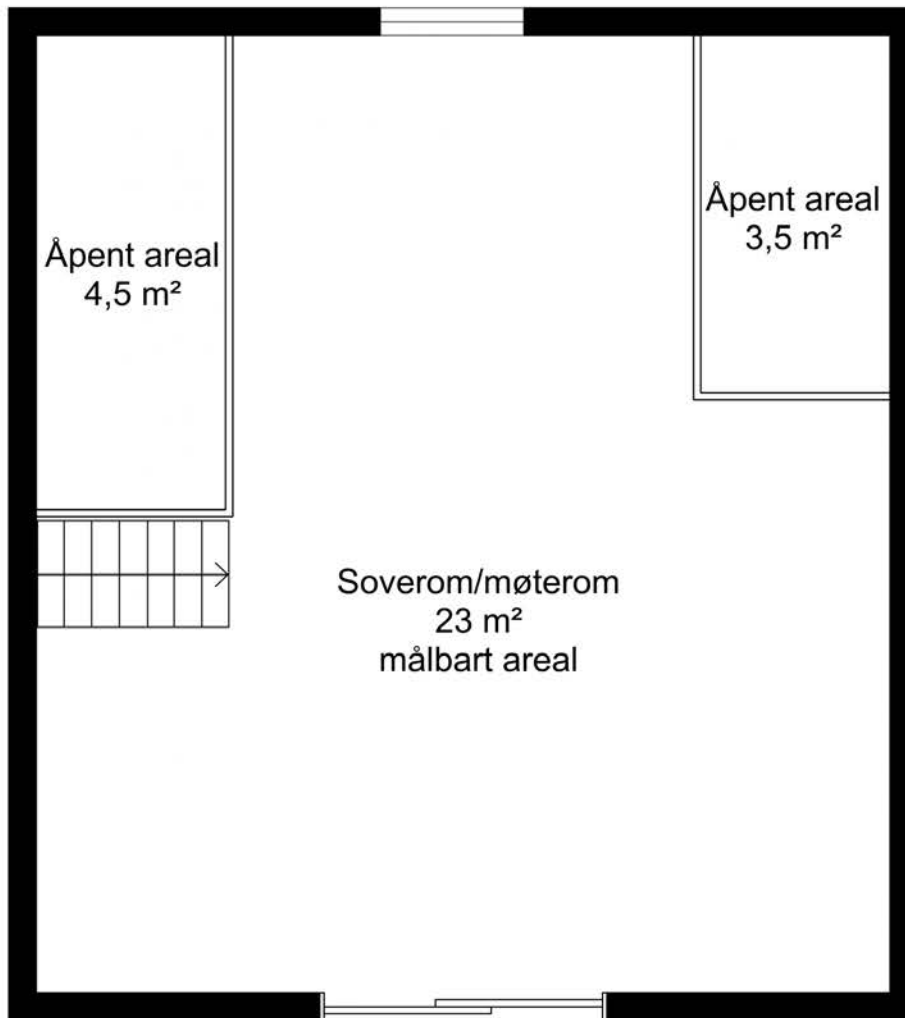 Åpent areal
4,5 m²
Åpent areal
3,5 m²
Soverom/møterom
23 m²
målbart areal